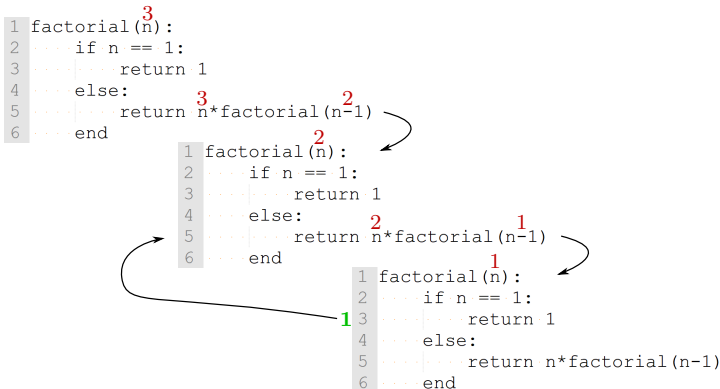 3
1 factorial(n):
2 if n == 1:
3 return 1
4 else:
3 2
5 return n*factorial(n-1)
6 end
2
1 factorial(n):
2 if n == 1:
3 return 1
4 else:
2 1
5 return n*factorial(n-1)
6 end
1
1 factorial(n):
2 if n == 1:
1 3 return 1
4 else:
5 return n*factorial(n-1)
6 end